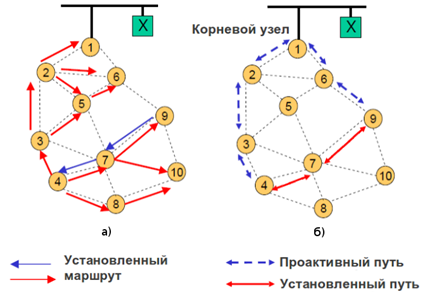 X
1
2
6
5
3
9
7
4
10
8
а)
Установленный
маршрут
Корневой узел
X
1
2
6
5
9
3
7
4
10
8
б)
Проактивный путь
Установленный путь